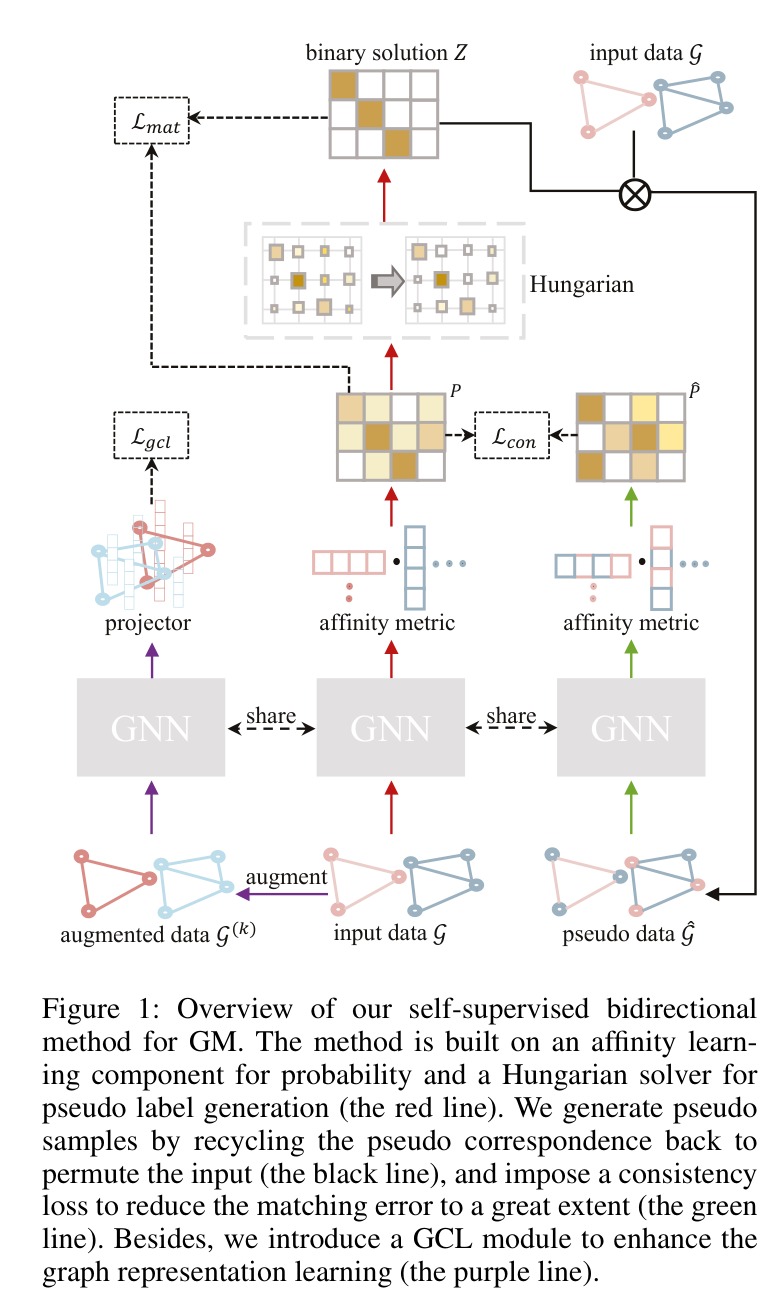 binary solution Z
input data 𝒢
ℒmat
Hungarian
P
P̂
ℒgcl
ℒcon
projector
affinity metric
affinity metric
GNN
share
GNN
share
GNN
augment
augmented data 𝒢(k)
input data 𝒢
pseudo data 𝒢̂
Figure 1: Overview of our self-supervised bidirectional
method for GM. The method is built on an affinity learn-
ing component for probability and a Hungarian solver for
pseudo label generation (the red line). We generate pseudo
samples by recycling the pseudo correspondence back to
permute the input (the black line), and impose a consistency
loss to reduce the matching error to a great extent (the green
line). Besides, we introduce a GCL module to enhance the
graph representation learning (the purple line).